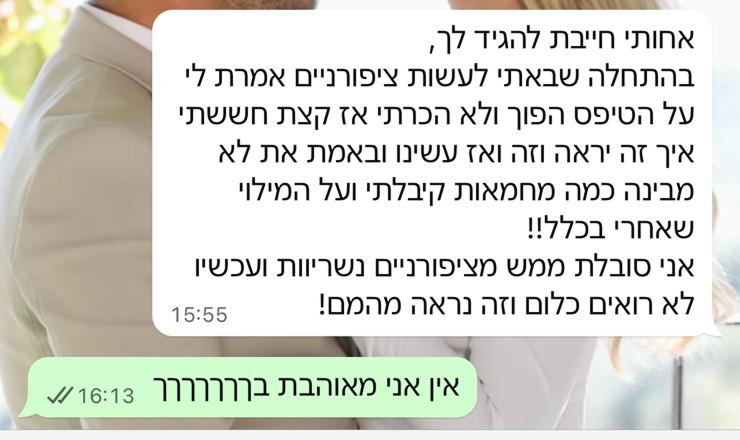 אחותי חייבת להגיד לך,
בהתחלה שבאתי לעשות ציפורניים אמרת לי
על הטיפס הפוך ולא הכרתי אז קצת חששתי
איך זה יראה וזה ואז עשינו ובאמת את לא
מבינה כמה מחמאות קיבלתי ועל המילוי
שאחרי בכלל!!
אני סובלת ממש מציפורניים נשריוות ועכשיו
לא רואים כלום וזה נראה מהמם!
15:55
אין אני מאוהבת בךךךךךךך
16:13